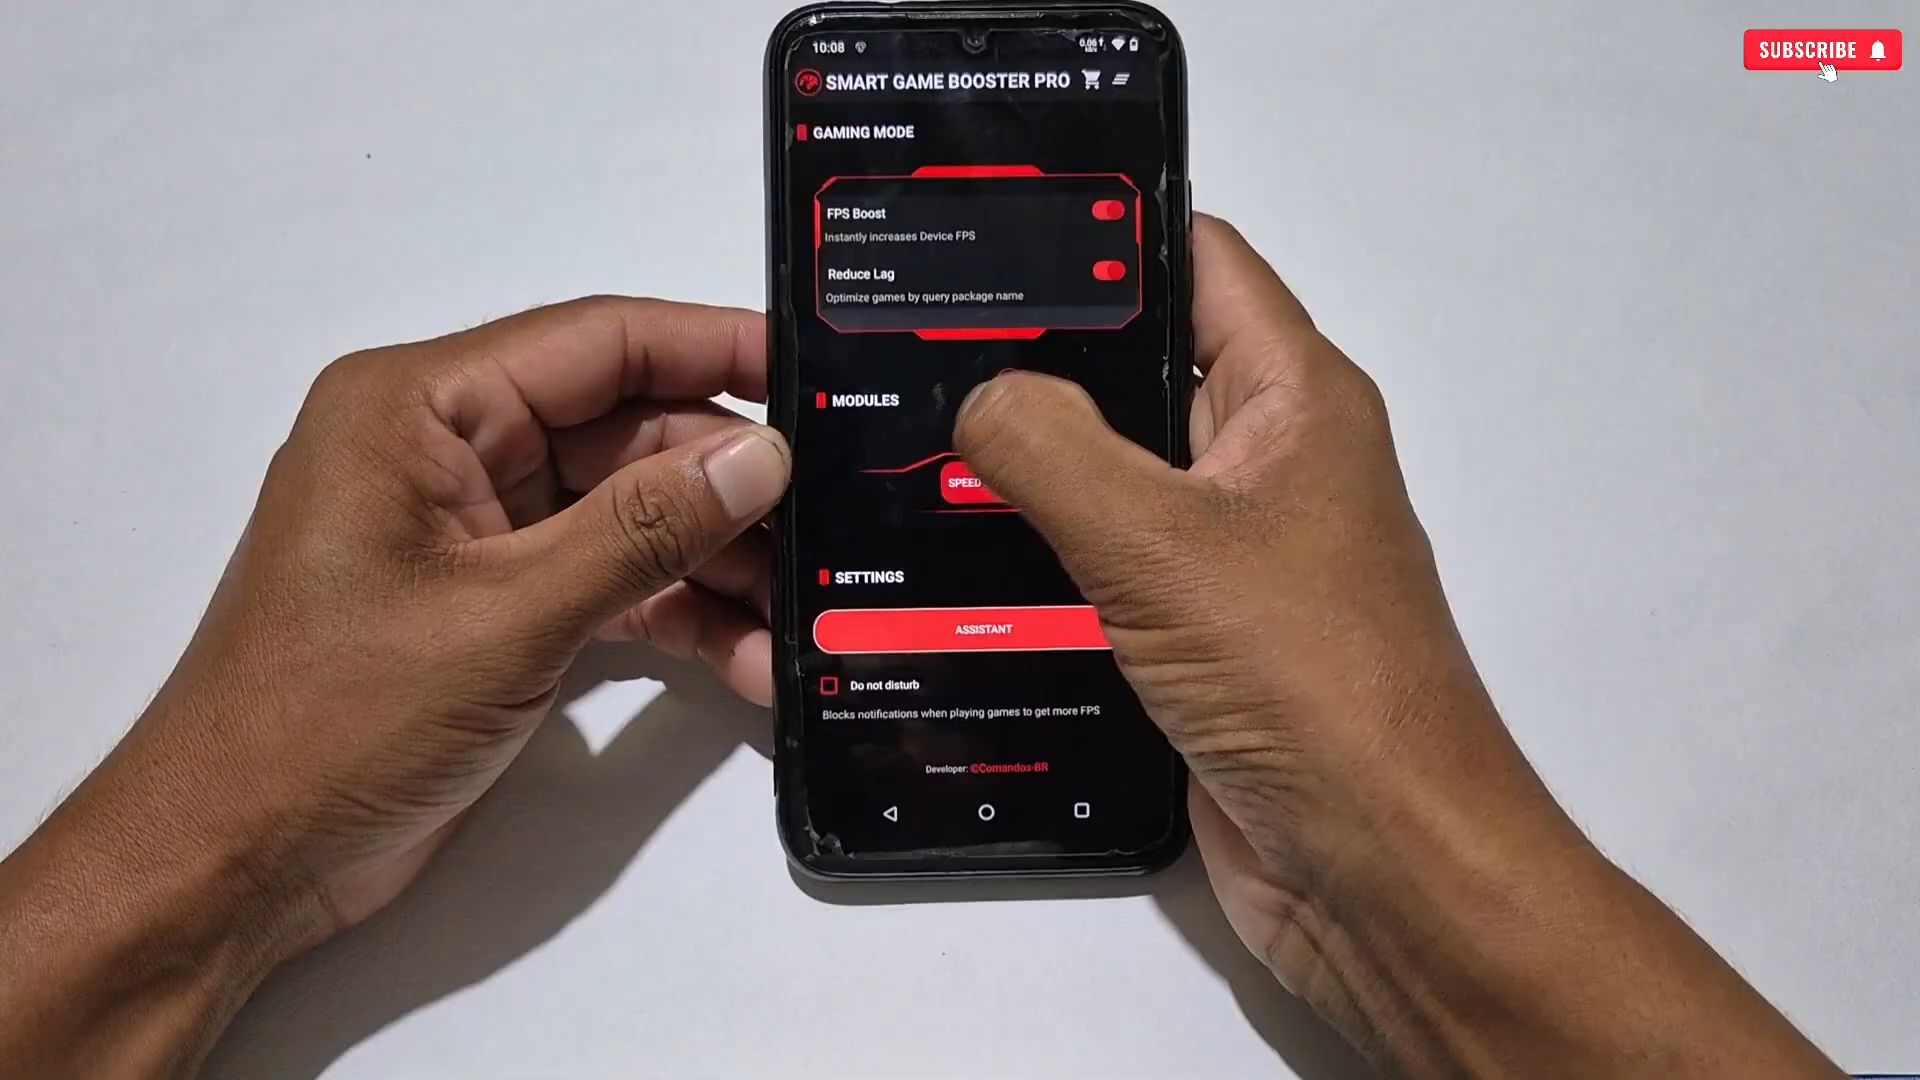 SUBSCRIBE
10:08
0.06
SMART GAME BOOSTER PRO
GAMING MODE
FPS Boost
Instantly increases Device FPS
Reduce Lag
Optimize games by query package name
MODULES
SPEED
SETTINGS
ASSISTANT
Do not disturb
Blocks notifications when playing games to get more FPS
Developer: ©Comandos-BR